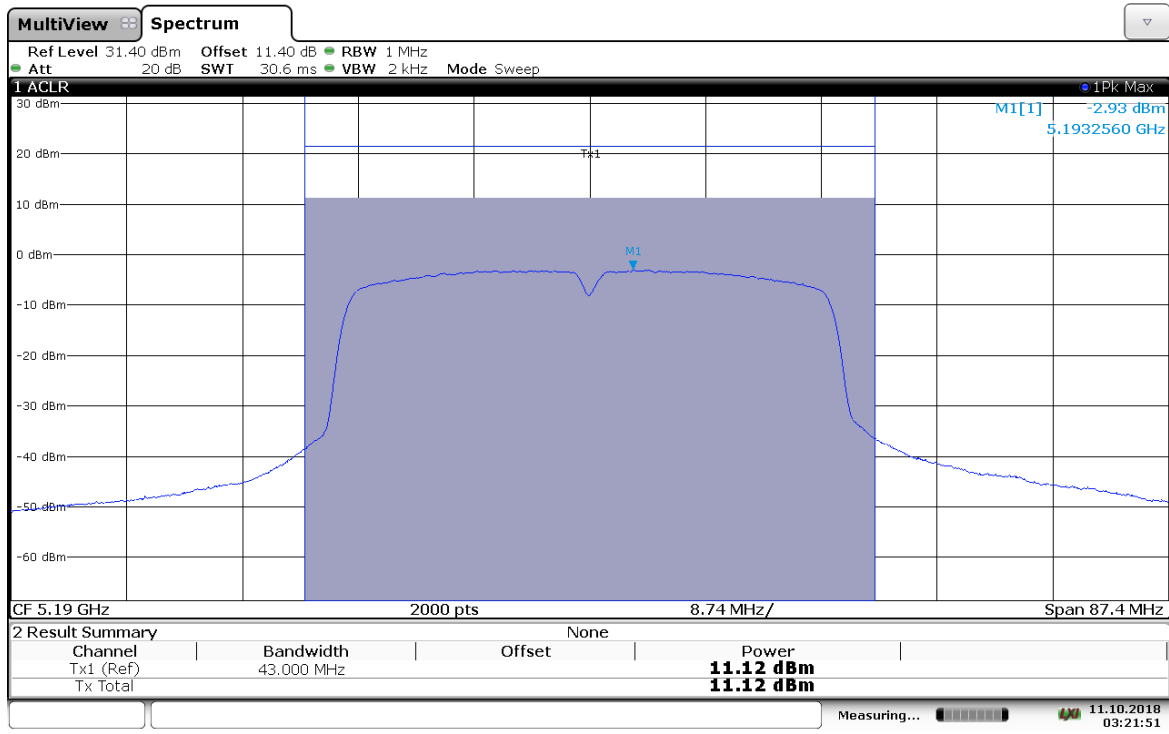 MultiView Spectrum
Ref Level 31.40 dBm Offset 11.40 dB RBW 1 MHz
Att 20 dB SWT 30.6 ms VBW 2 kHz Mode Sweep
1 ACLR 1Pk Max
30 dBm
M1[1] -2.93 dBm
5.1932560 GHz
20 dBm
Tx1
10 dBm
0 dBm
M1
-10 dBm
-20 dBm
-30 dBm
-40 dBm
-50 dBm
-60 dBm
CF 5.19 GHz 2000 pts 8.74 MHz/ Span 87.4 MHz
2 Result Summary None
Channel Bandwidth Offset Power
Tx1 (Ref) 43.000 MHz 11.12 dBm
Tx Total 11.12 dBm
Measuring... LXI 11.10.2018
03:21:51